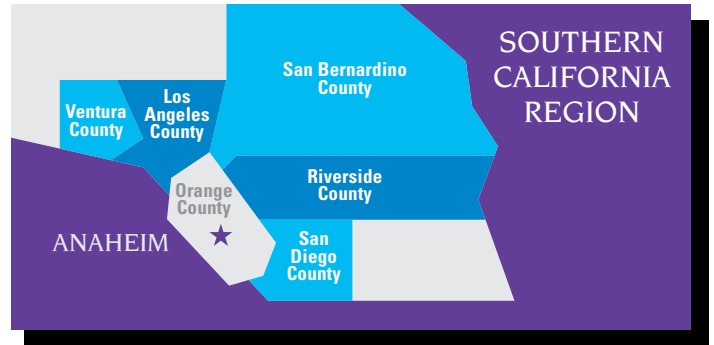 SOUTHERN
CALIFORNIA
REGION
San Bernardino
County
Ventura
County
Los
Angeles
County
Riverside
County
Orange
County
ANAHEIM
San
Diego
County